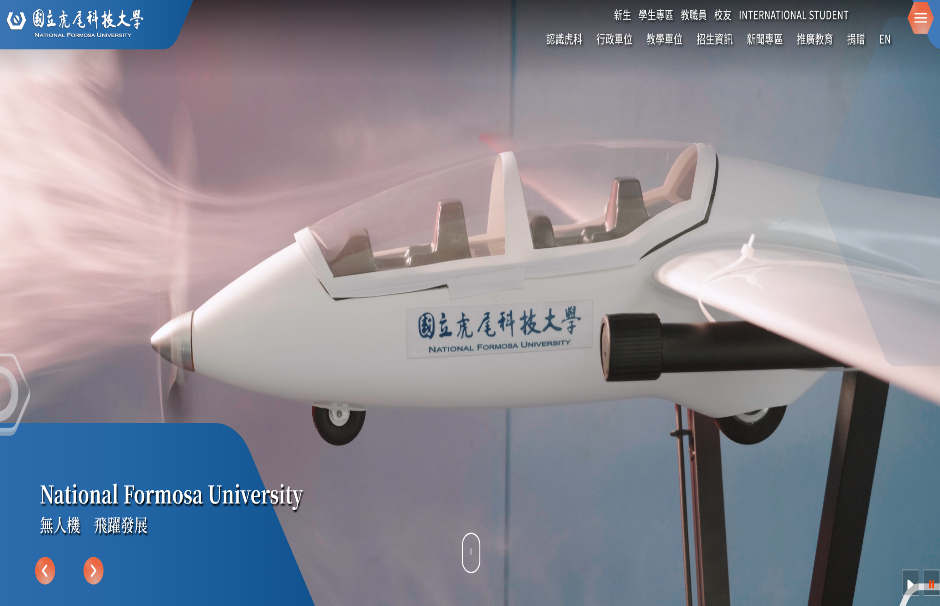 國立虎尾科技大學
NATIONAL FORMOSA UNIVERSITY
新生 學生專區 教職員 校友 INTERNATIONAL STUDENT
認識虎科 行政單位 教學單位 招生資訊 新聞專區 推廣教育 捐贈 EN
國立虎尾科技大學
NATIONAL FORMOSA UNIVERSITY
National Formosa University
無人機 飛躍發展